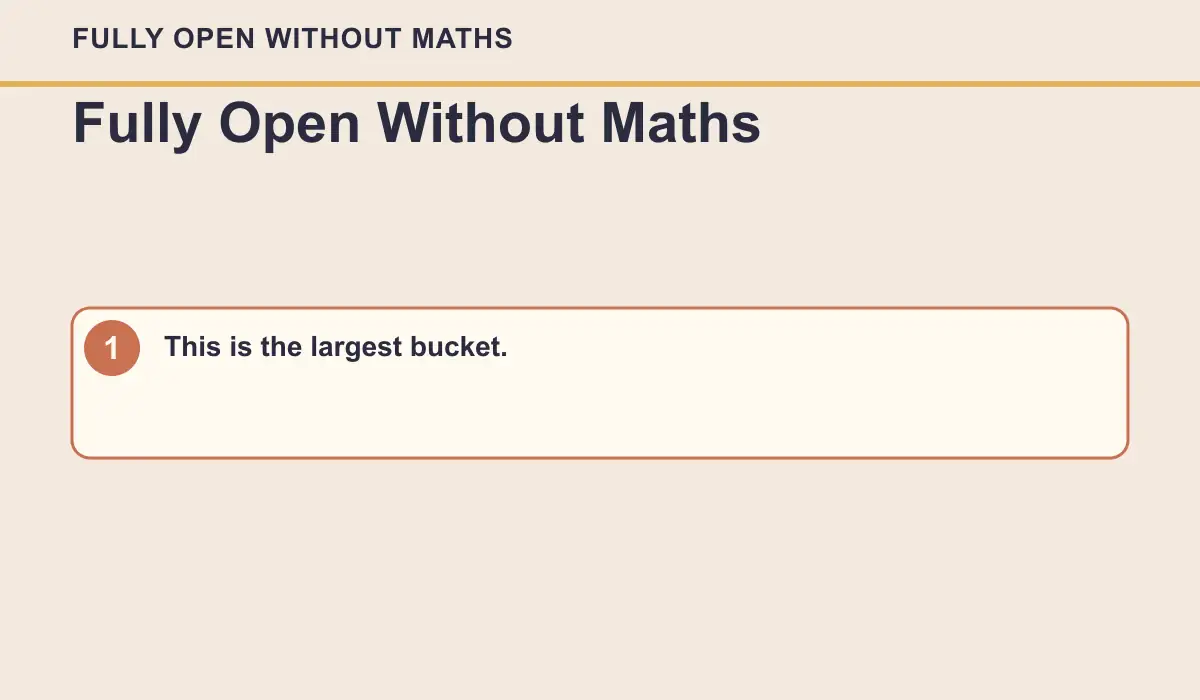 FULLY OPEN WITHOUT MATHS
Fully Open Without Maths
1 This is the largest bucket.